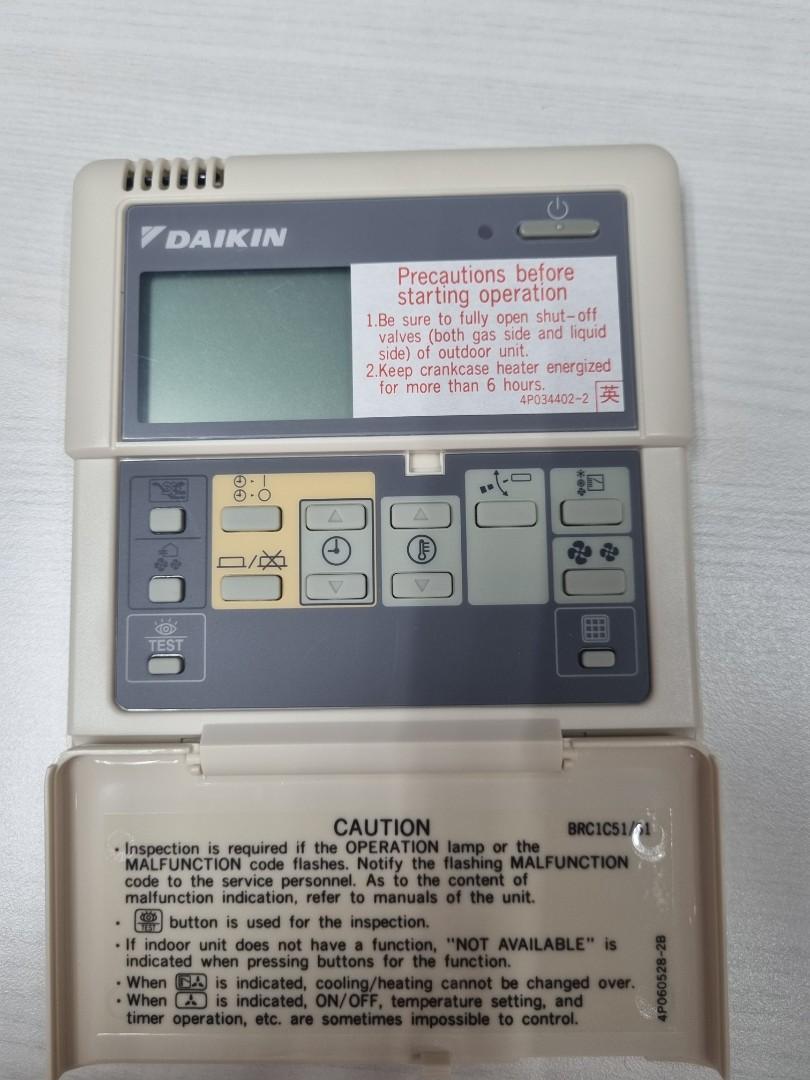 DAIKIN
Precautions before
starting operation
1.Be sure to fully open shut-off
valves (both gas side and liquid
side) of outdoor unit.
2.Keep crankcase heater energized
for more than 6 hours.
4P034402-2 英
TEST
CAUTION
BRC1C51/61
· Inspection is required if the OPERATION lamp or the
MALFUNCTION code flashes. Notify the flashing MALFUNCTION
code to the service personnel. As to the content of
malfunction indication, refer to manuals of the unit.
· TEST button is used for the inspection.
· If indoor unit does not have a function, "NOT AVAILABLE" is
indicated when pressing buttons for the function.
· When is indicated, cooling/heating cannot be changed over.
· When is indicated, ON/OFF, temperature setting, and
timer operation, etc. are sometimes impossible to control.
4P060528-2B